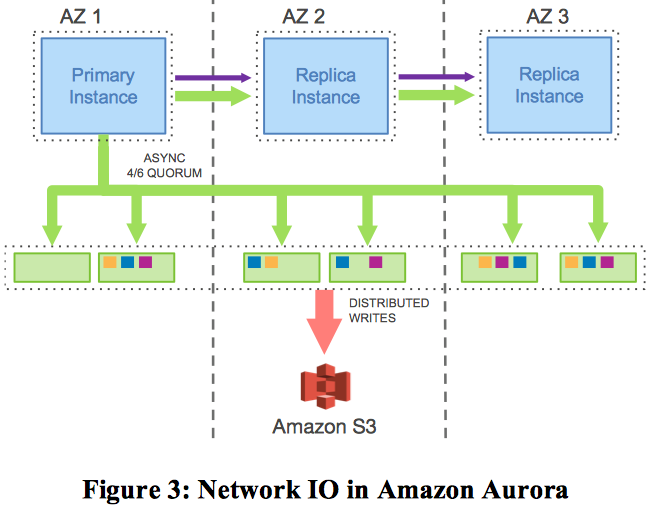 AZ 1
AZ 2
AZ 3
Primary
Instance
Replica
Instance
Replica
Instance
ASYNC
4/6 QUORUM
DISTRIBUTED
WRITES
Amazon S3
Figure 3: Network IO in Amazon Aurora